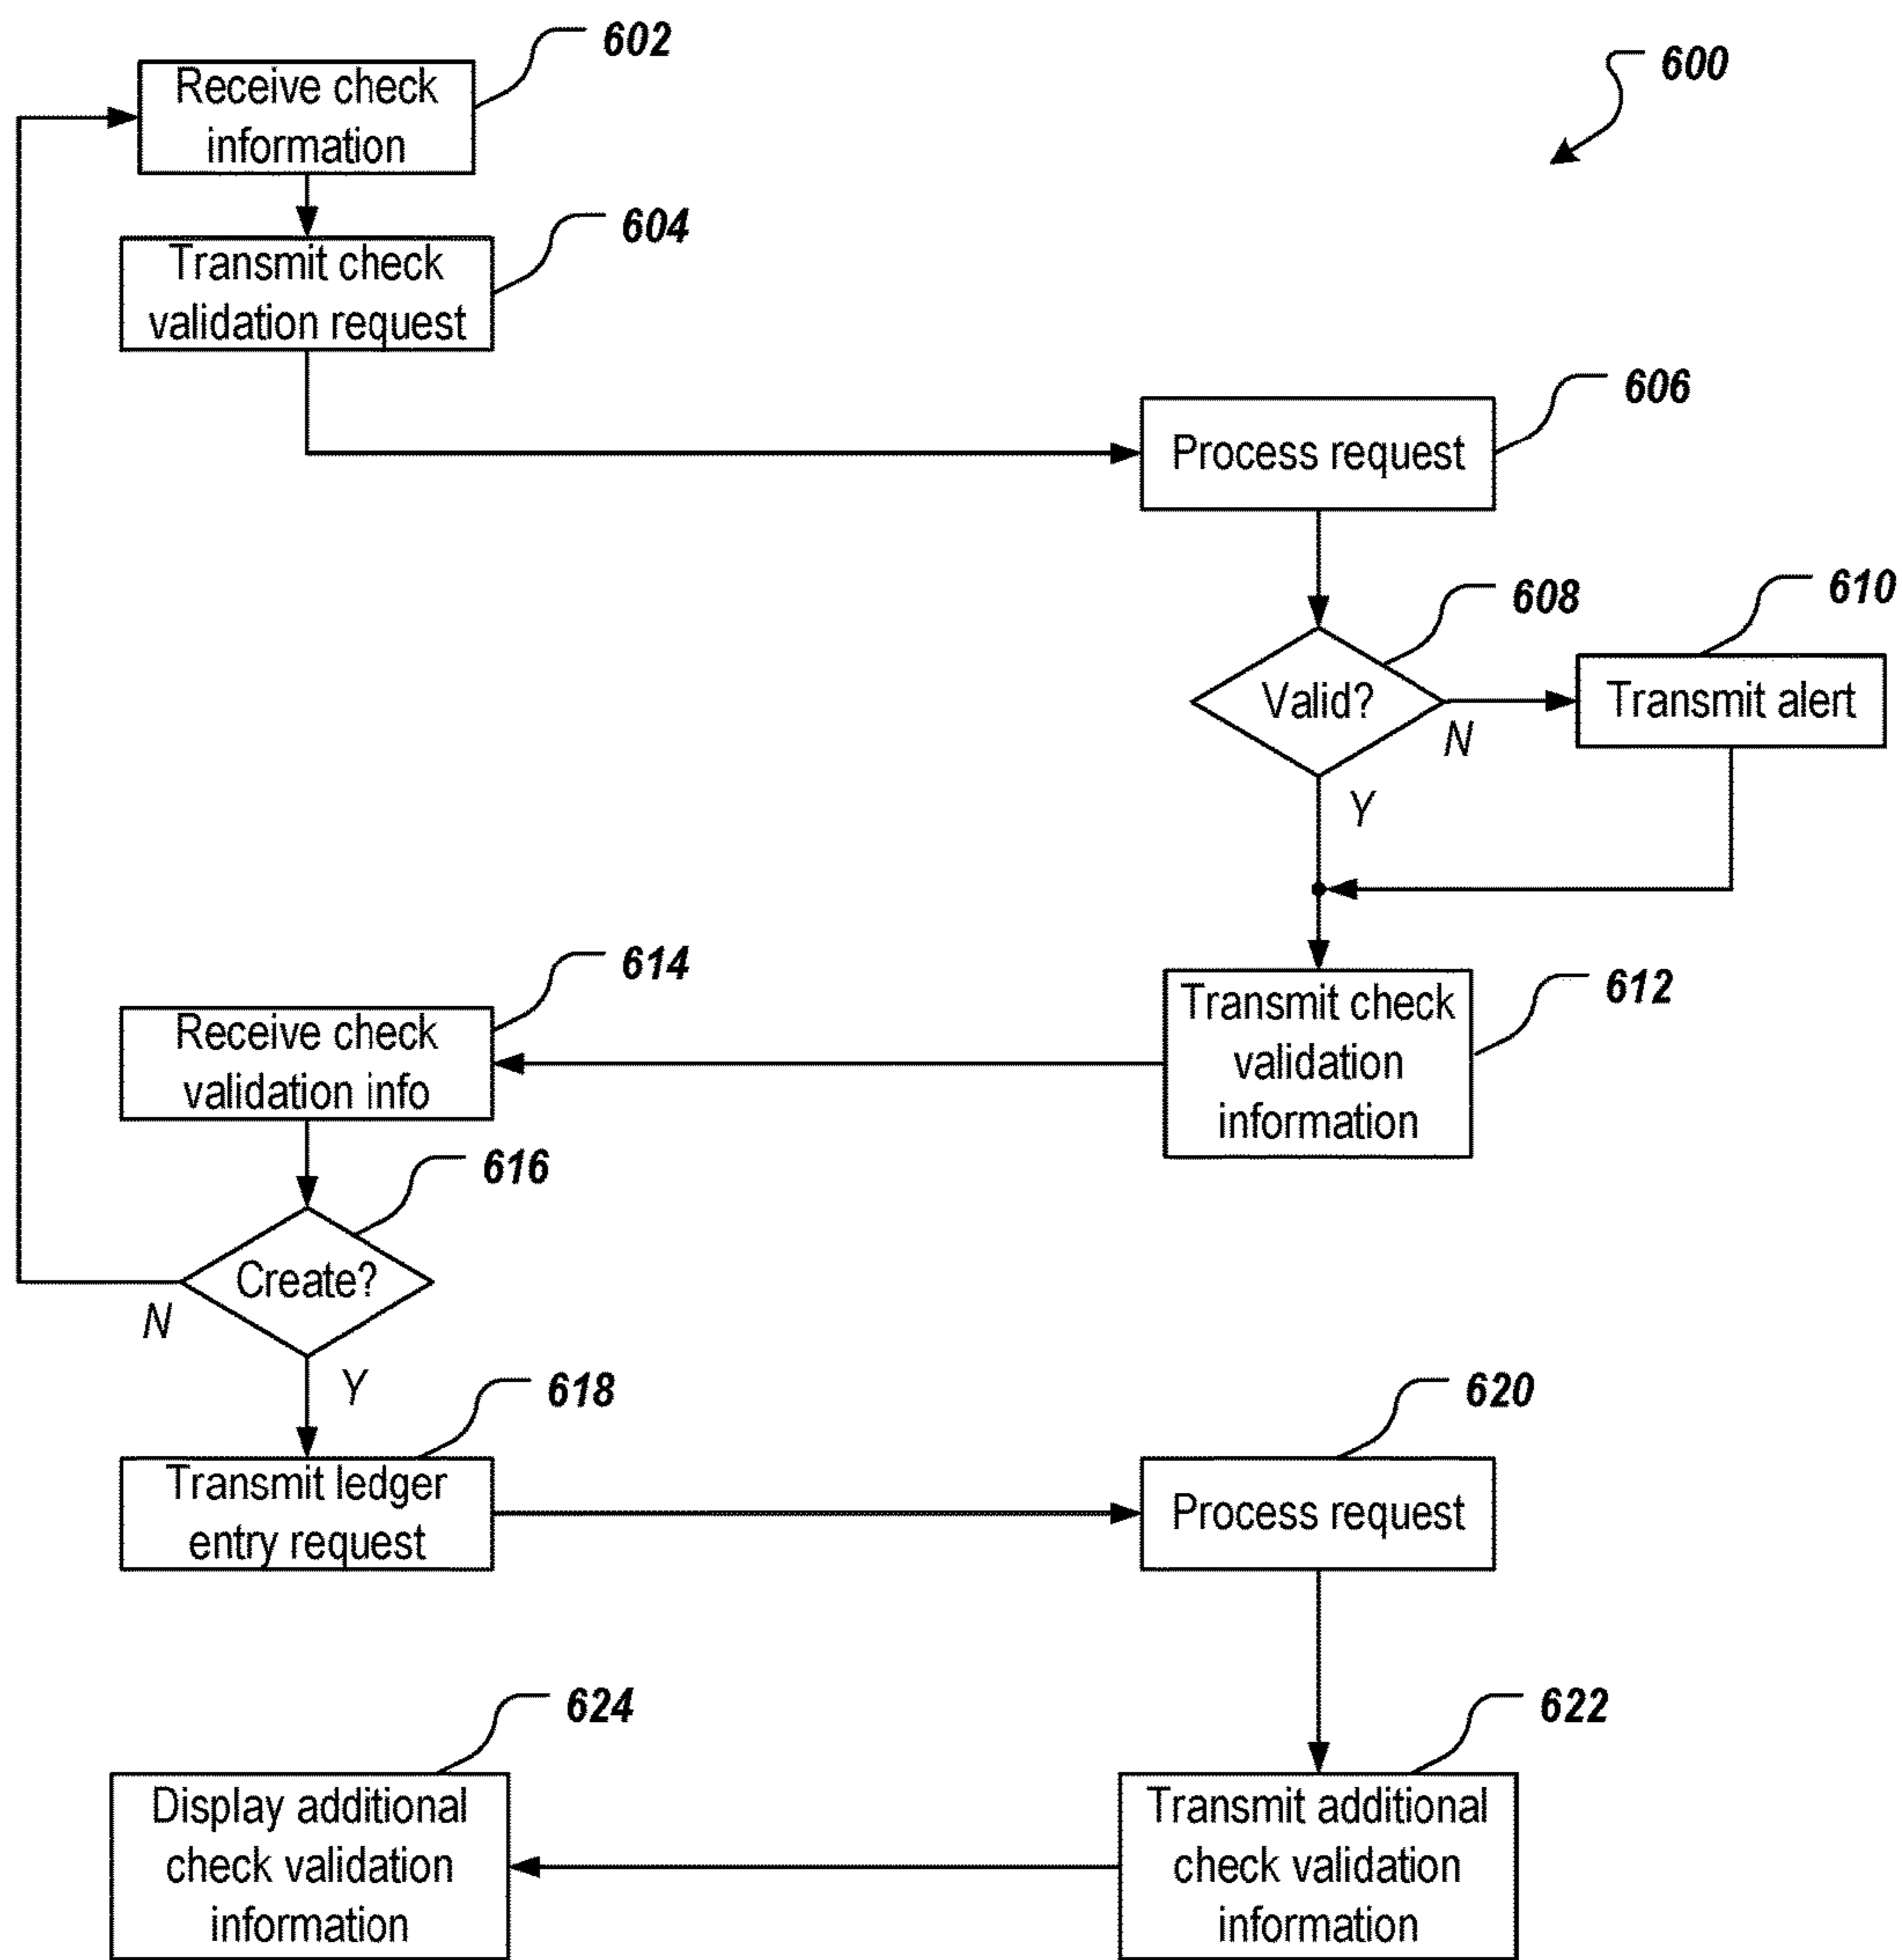 602
600
Receive check
information
604
Transmit check
validation request
606
Process request
608
610
Valid?
Transmit alert
N
Y
614
612
Receive check
validation info
Transmit check
validation
information
616
Create?
N
Y
618
620
Transmit ledger
entry request
Process request
624
622
Display additional
check validation
information
Transmit additional
check validation
information